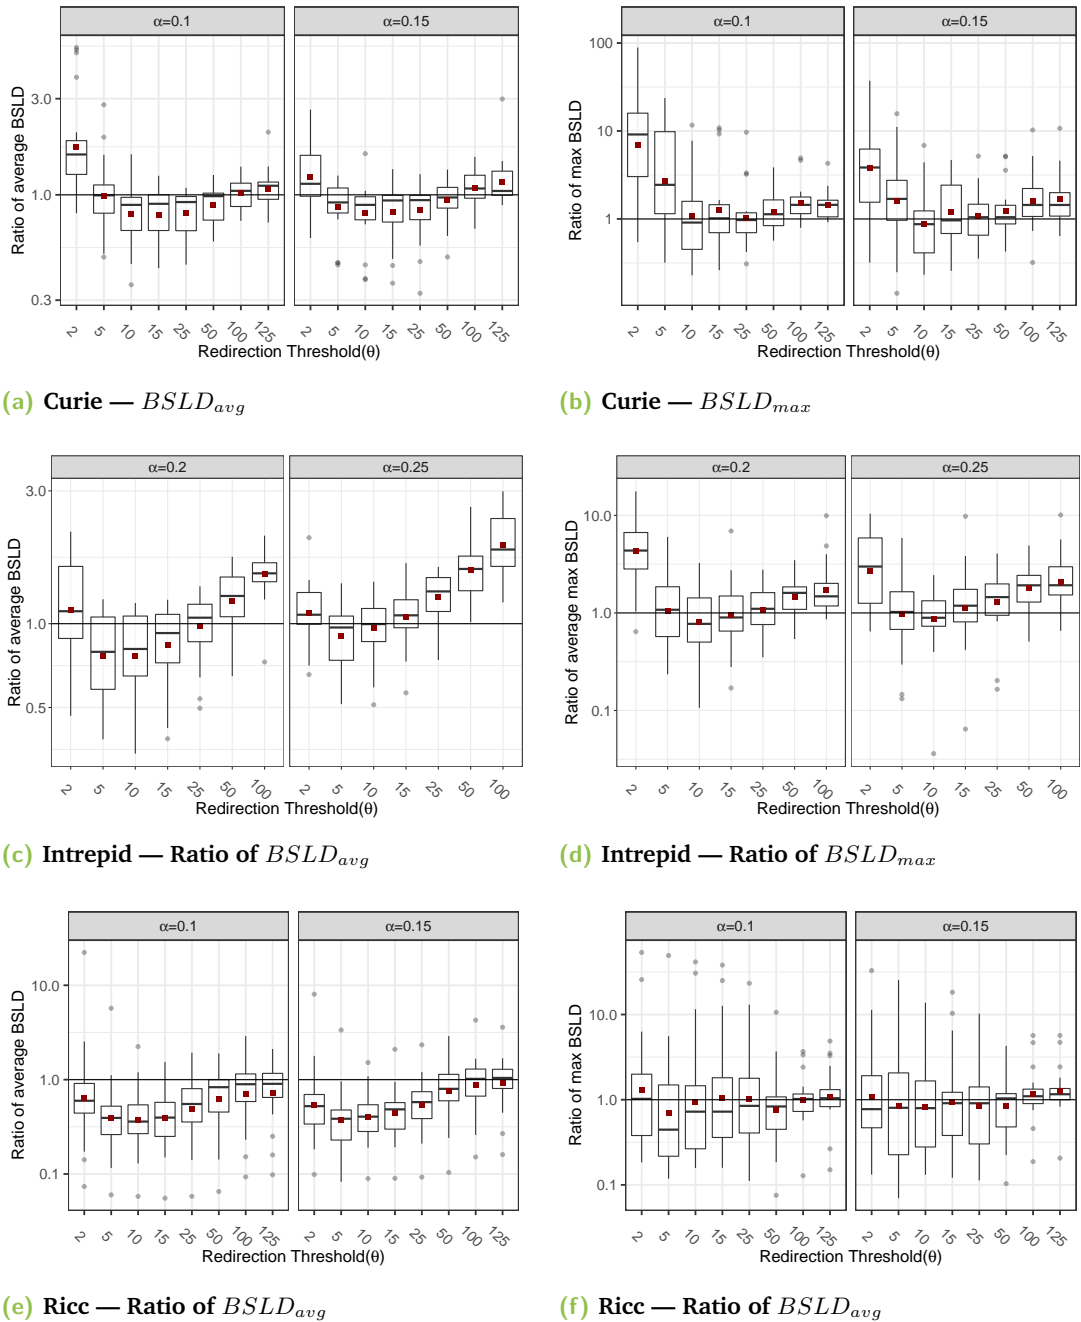 α=0.1 α=0.15
3.0
1.0
0.3
Ratio of average BSLD
2 5 10 15 25 50 100 125 2 5 10 15 25 50 100 125
Redirection Threshold(θ)
(a) Curie — BSLD_avg
α=0.1 α=0.15
100
10
1
Ratio of max BSLD
2 5 10 15 25 50 100 125 2 5 10 15 25 50 100 125
Redirection Threshold(θ)
(b) Curie — BSLD_max
α=0.2 α=0.25
3.0
1.0
0.5
Ratio of average BSLD
2 5 10 15 25 50 100 2 5 10 15 25 50 100
Redirection Threshold(θ)
(c) Intrepid — Ratio of BSLD_avg
α=0.2 α=0.25
10.0
1.0
0.1
Ratio of average max BSLD
2 5 10 15 25 50 100 2 5 10 15 25 50 100
Redirection Threshold(θ)
(d) Intrepid — Ratio of BSLD_max
α=0.1 α=0.15
10.0
1.0
0.1
Ratio of average BSLD
2 5 10 15 25 50 100 125 2 5 10 15 25 50 100 125
Redirection Threshold(θ)
(e) Ricc — Ratio of BSLD_avg
α=0.1 α=0.15
10.0
1.0
0.1
Ratio of max BSLD
2 5 10 15 25 50 100 125 2 5 10 15 25 50 100 125
Redirection Threshold(θ)
(f) Ricc — Ratio of BSLD_avg